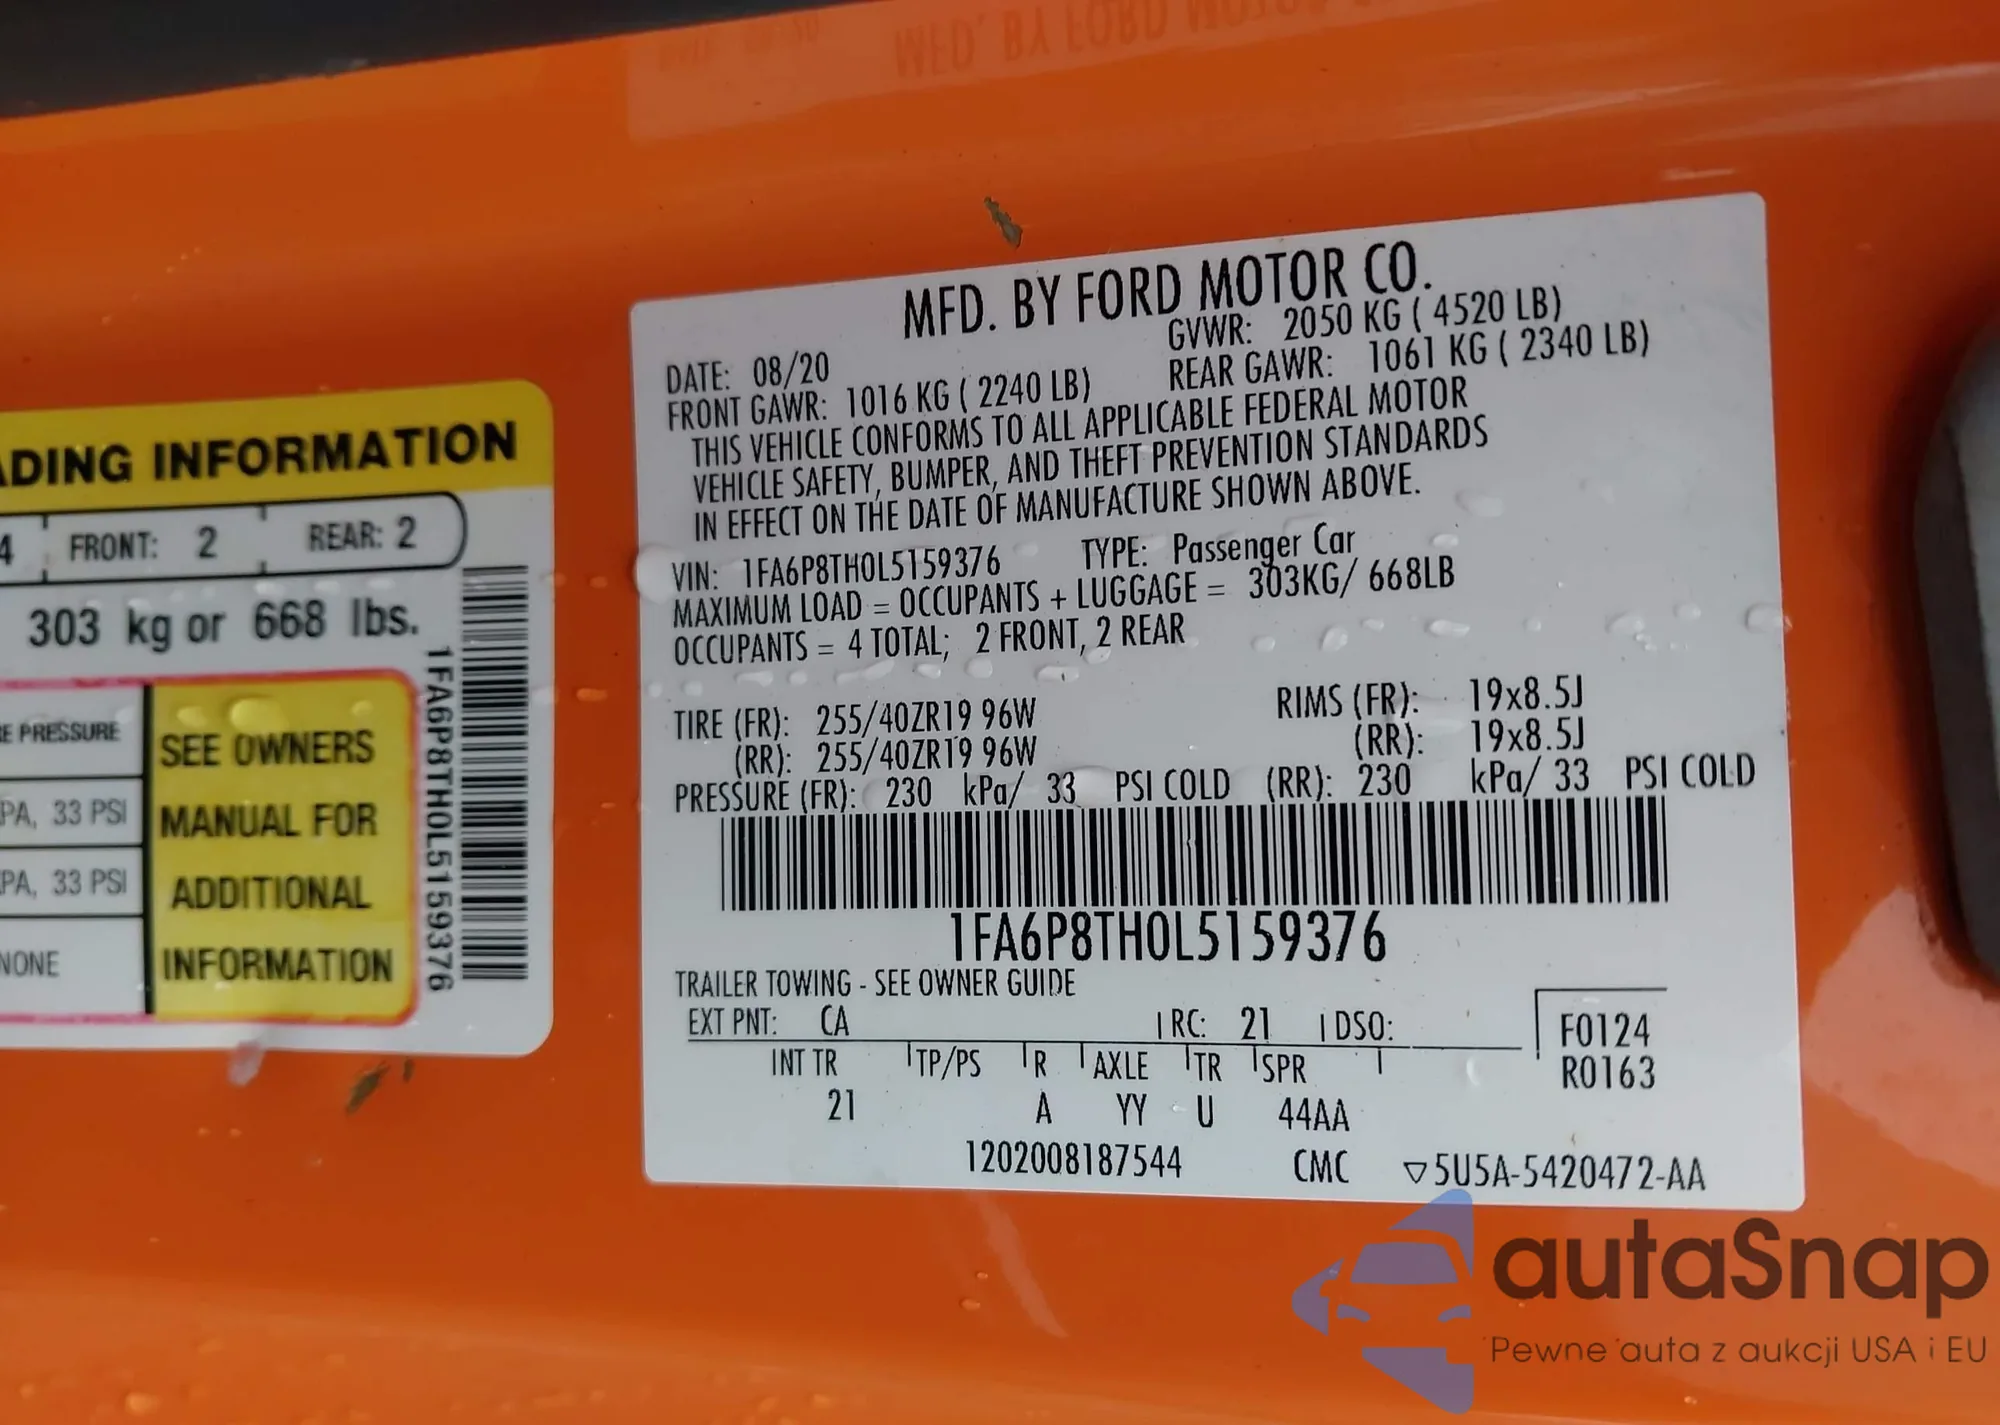 MFD. BY FORD MOTOR CO.
DATE: 08/20
GVWR: 2050 KG ( 4520 LB)
FRONT GAWR: 1016 KG ( 2240 LB)
REAR GAWR: 1061 KG ( 2340 LB)
THIS VEHICLE CONFORMS TO ALL APPLICABLE FEDERAL MOTOR
VEHICLE SAFETY, BUMPER, AND THEFT PREVENTION STANDARDS
IN EFFECT ON THE DATE OF MANUFACTURE SHOWN ABOVE.
VIN: 1FA6P8TH0L5159376 TYPE: Passenger Car
MAXIMUM LOAD = OCCUPANTS + LUGGAGE = 303KG/ 668LB
OCCUPANTS = 4 TOTAL; 2 FRONT, 2 REAR
TIRE (FR): 255/40ZR19 96W RIMS (FR): 19x8.5J
(RR): 255/40ZR19 96W (RR): 19x8.5J
PRESSURE (FR): 230 kPa/ 33 PSI COLD (RR): 230 kPa/ 33 PSI COLD
1FA6P8TH0L5159376
TRAILER TOWING - SEE OWNER GUIDE
EXT PNT: CA RC: 21 DSO:
F0124
R0163
INT TR TP/PS R AXLE TR SPR
21 A YY U 44AA
1202008187544 CMC ▽5U5A-5420472-AA
ADING INFORMATION
4 FRONT: 2 REAR: 2
303 kg or 668 lbs.
E PRESSURE
PA, 33 PSI
PA, 33 PSI
NONE
SEE OWNERS
MANUAL FOR
ADDITIONAL
INFORMATION
1FA6P8TH0L5159376
autaSnap
Pewne auta z aukcji USA i EU